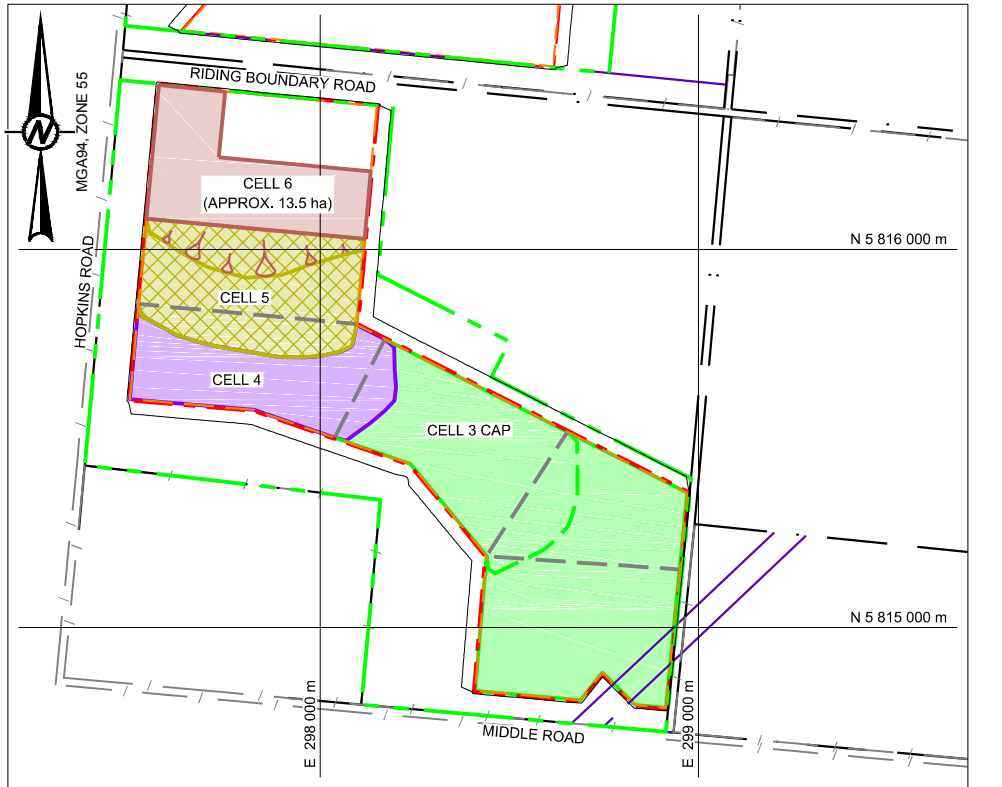 RIDING BOUNDARY ROAD
MGA94, ZONE 55
N
CELL 6
(APPROX. 13.5 ha)
N 5 816 000 m
HOPKINS ROAD
CELL 5
CELL 4
CELL 3 CAP
N 5 815 000 m
E 298 000 m
E 299 000 m
MIDDLE ROAD